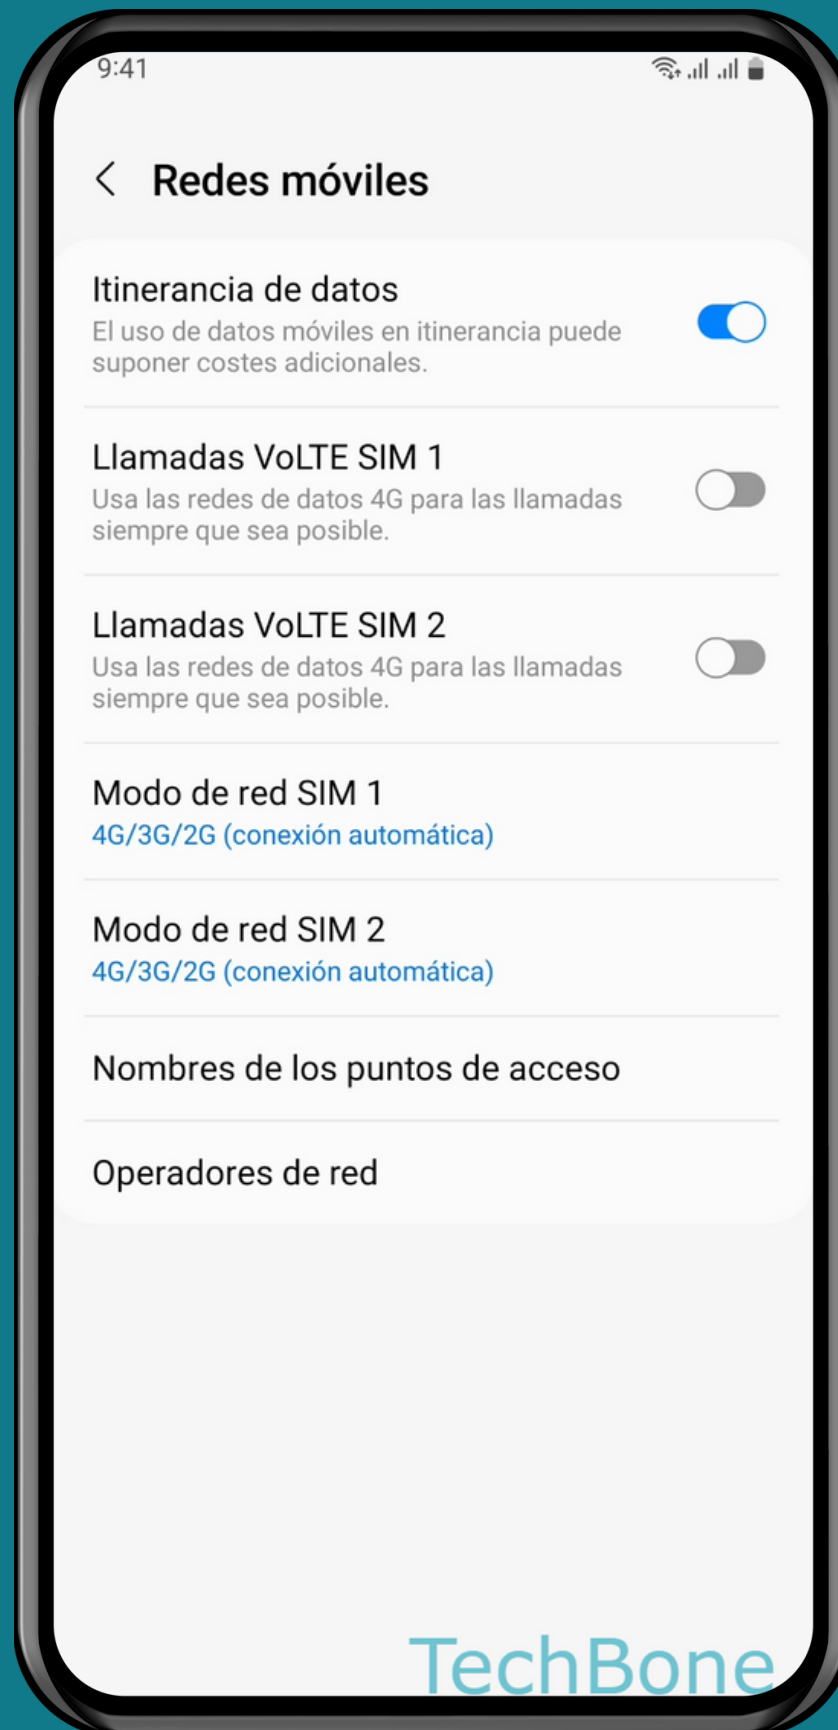 9:41
Redes móviles
Itinerancia de datos
El uso de datos móviles en itinerancia puede
suponer costes adicionales.
Llamadas VoLTE SIM 1
Usa las redes de datos 4G para las llamadas
siempre que sea posible.
Llamadas VoLTE SIM 2
Usa las redes de datos 4G para las llamadas
siempre que sea posible.
Modo de red SIM 1
4G/3G/2G (conexión automática)
Modo de red SIM 2
4G/3G/2G (conexión automática)
Nombres de los puntos de acceso
Operadores de red
TechBone